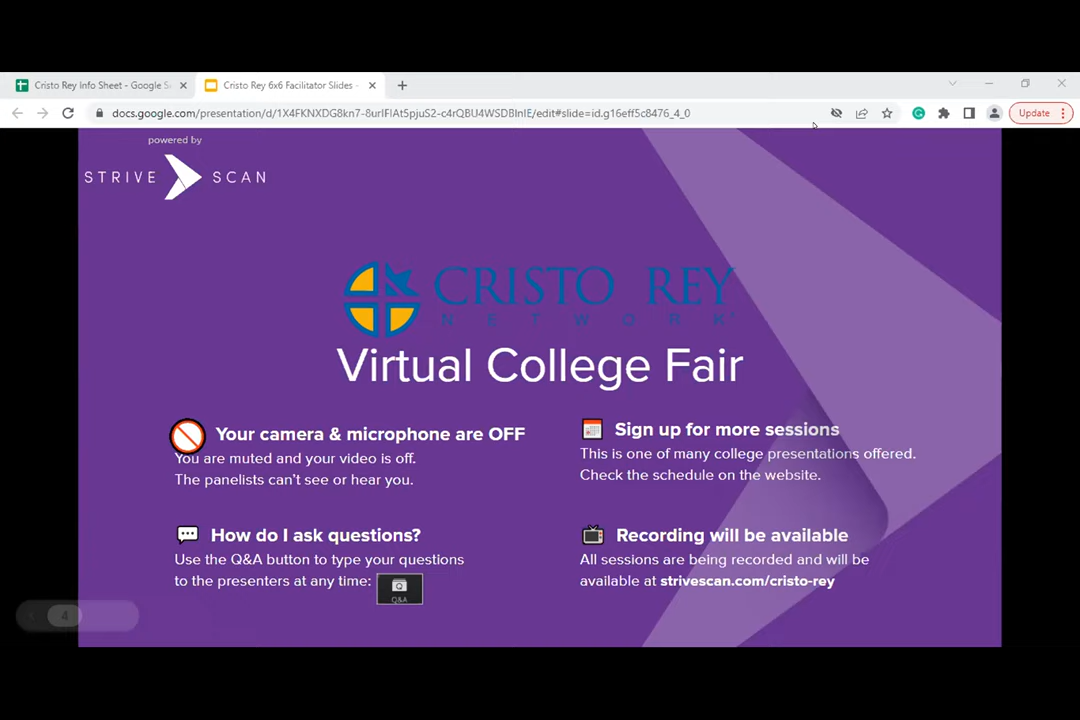 Cristo Rey Info Sheet - Google S
Cristo Rey 6x6 Facilitator Slides -
docs.google.com/presentation/d/1X4FKNXDG8kn7-8urIFIAt5pjuS2-c4rQBU4WSDBInIE/edit#slide=id.g16eff5c8476_4_0
Update
powered by
STRIVE SCAN
CRISTO REY
NETWORK
Virtual College Fair
Your camera & microphone are OFF
You are muted and your video is off.
The panelists can't see or hear you.
Sign up for more sessions
This is one of many college presentations offered.
Check the schedule on the website.
How do I ask questions?
Use the Q&A button to type your questions
to the presenters at any time:
Q&A
Recording will be available
All sessions are being recorded and will be
available at strivescan.com/cristo-rey
4